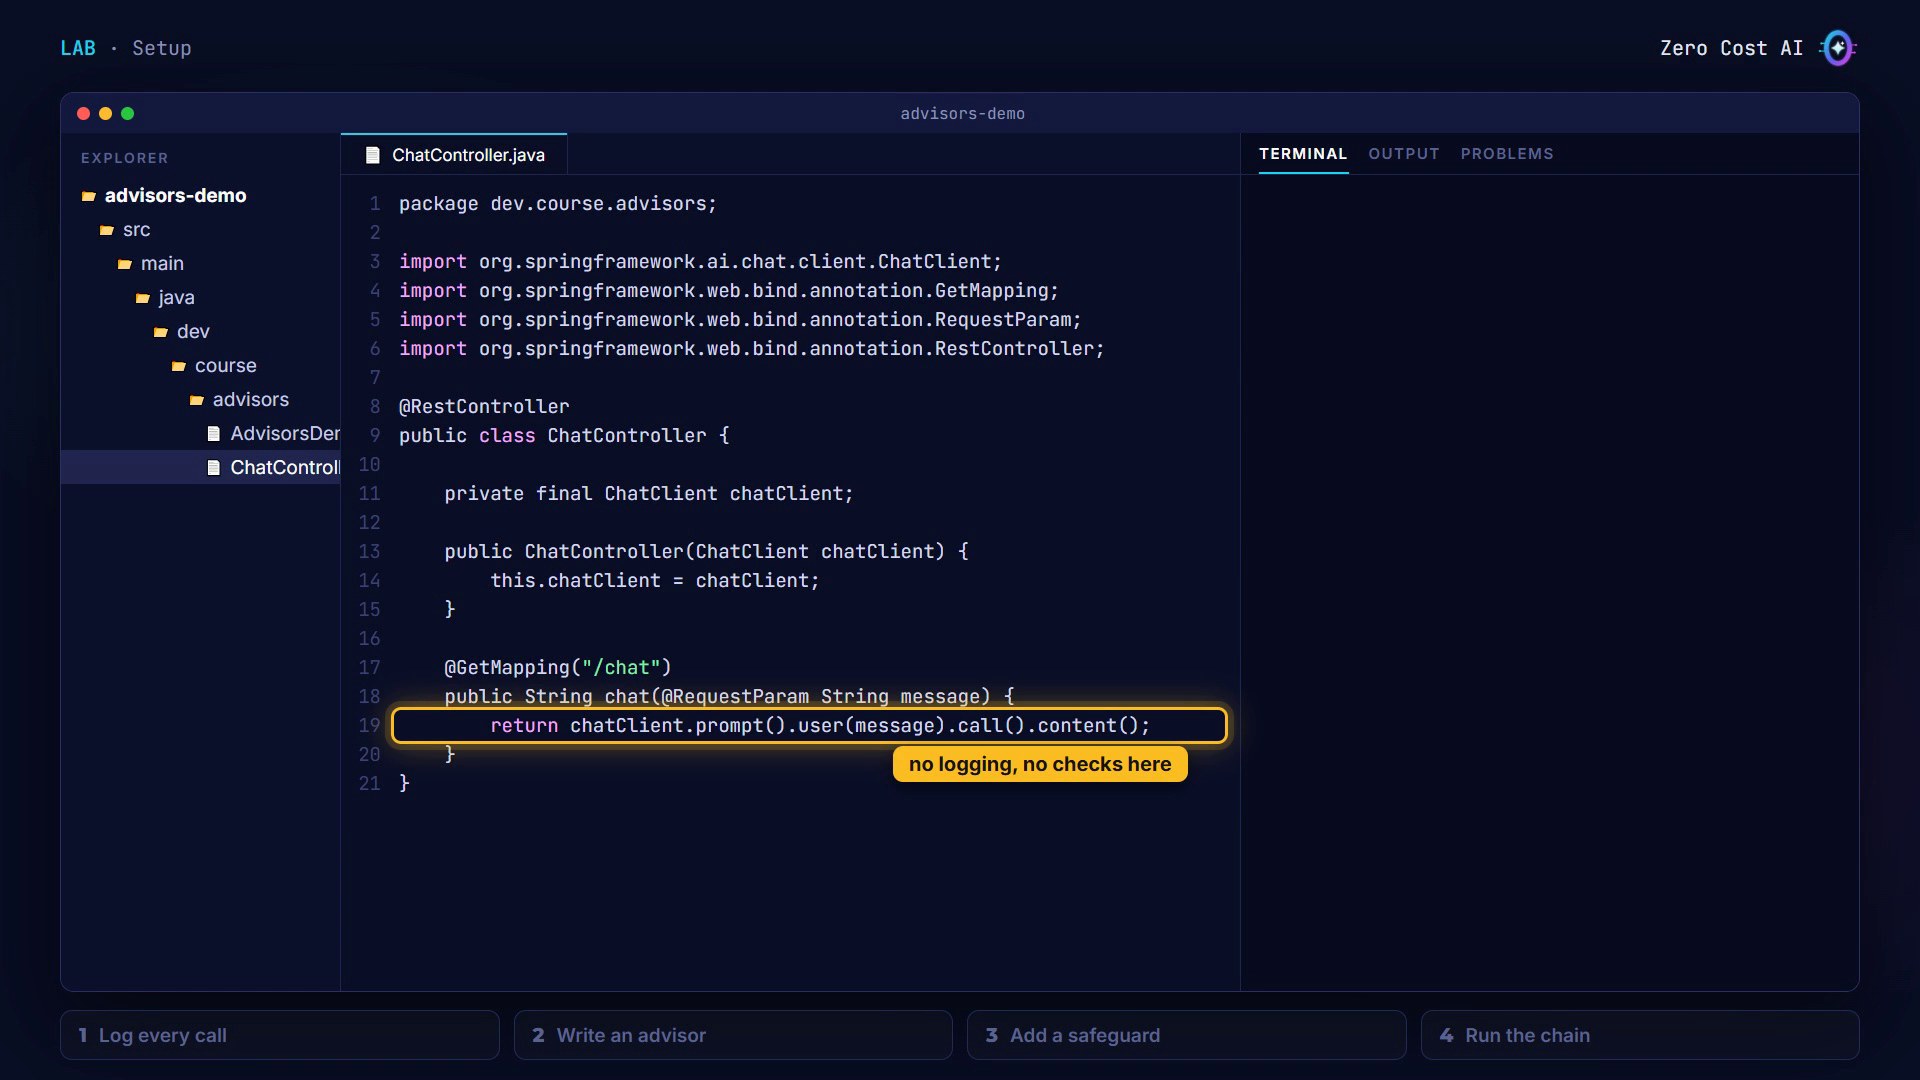 LAB · Setup
Zero Cost AI
advisors-demo
EXPLORER
advisors-demo
src
main
java
dev
course
advisors
AdvisorsDer
ChatControll
ChatController.java
1 package dev.course.advisors;
2
3 import org.springframework.ai.chat.client.ChatClient;
4 import org.springframework.web.bind.annotation.GetMapping;
5 import org.springframework.web.bind.annotation.RequestParam;
6 import org.springframework.web.bind.annotation.RestController;
7
8 @RestController
9 public class ChatController {
10
11     private final ChatClient chatClient;
12
13     public ChatController(ChatClient chatClient) {
14         this.chatClient = chatClient;
15     }
16
17     @GetMapping("/chat")
18     public String chat(@RequestParam String message) {
19         return chatClient.prompt().user(message).call().content();
20     }
no logging, no checks here
21 }
TERMINAL OUTPUT PROBLEMS
1 Log every call
2 Write an advisor
3 Add a safeguard
4 Run the chain